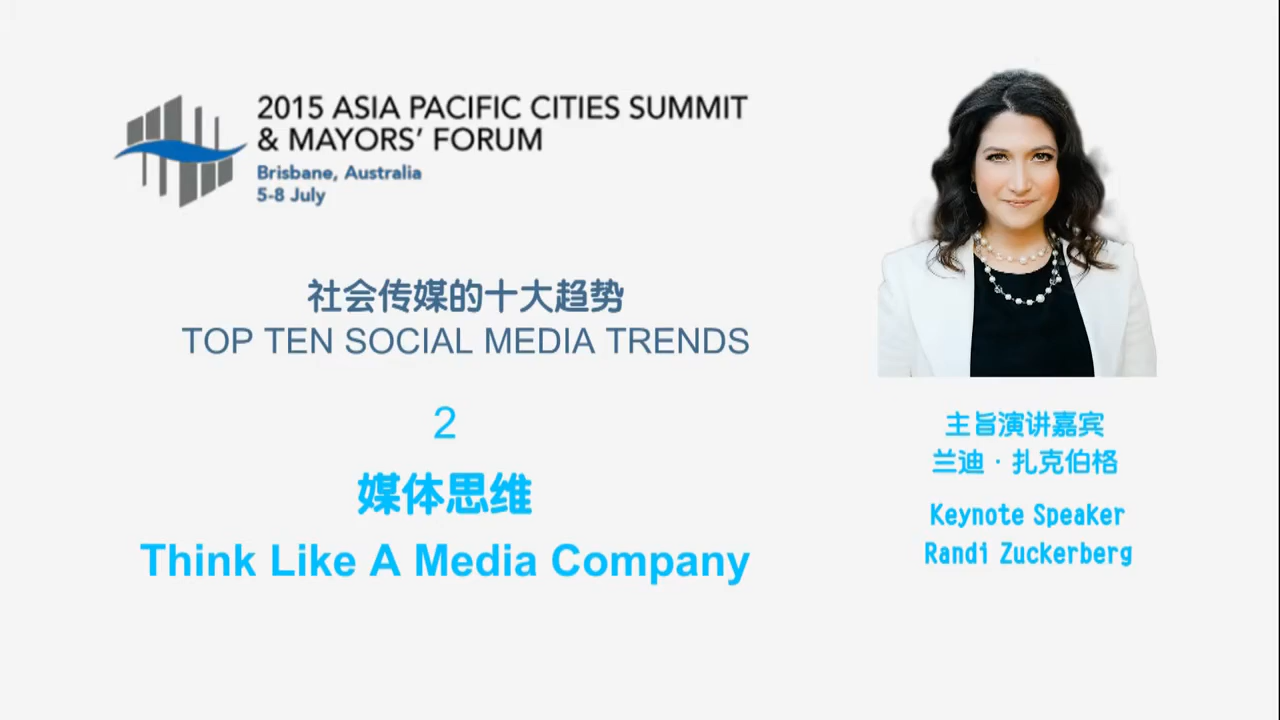 2015 ASIA PACIFIC CITIES SUMMIT
& MAYORS' FORUM
Brisbane, Australia
5-8 July
社会传媒的十大趋势
TOP TEN SOCIAL MEDIA TRENDS
2
媒体思维
Think Like A Media Company
主旨演讲嘉宾
兰迪·扎克伯格
Keynote Speaker
Randi Zuckerberg